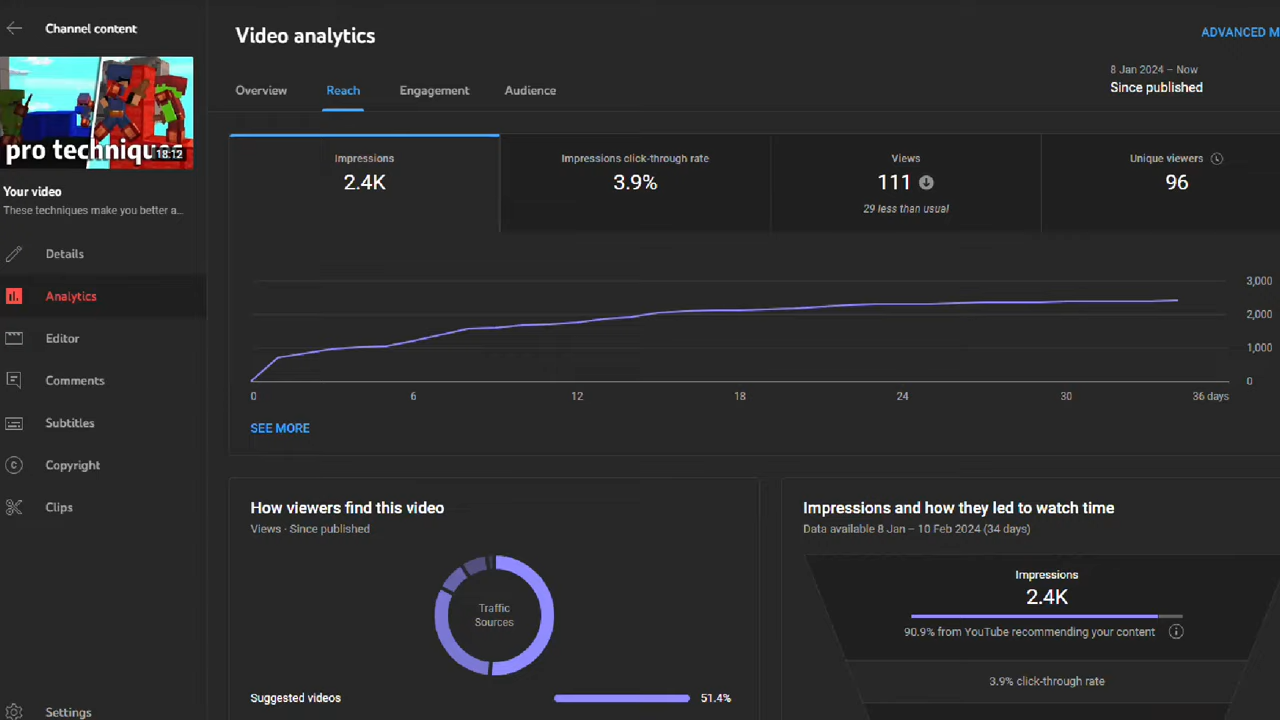 Channel content
pro techniques
18:12
Your video
These techniques make you better a...
Details
Analytics
Editor
Comments
Subtitles
Copyright
Clips
Settings
Video analytics
ADVANCED M
Overview
Reach
Engagement
Audience
8 Jan 2024 – Now
Since published
Impressions
2.4K
Impressions click-through rate
3.9%
Views
111
29 less than usual
Unique viewers
96
3,000
2,000
1,000
0
0 6 12 18 24 30 36 days
SEE MORE
How viewers find this video
Views · Since published
Traffic
Sources
Suggested videos 51.4%
Impressions and how they led to watch time
Data available 8 Jan – 10 Feb 2024 (34 days)
Impressions
2.4K
90.9% from YouTube recommending your content
3.9% click-through rate